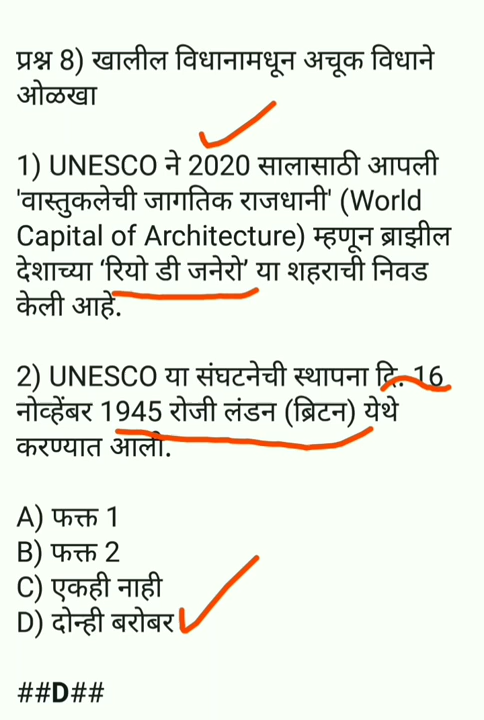 प्रश्न 8) खालील विधानामधून अचूक विधाने
ओळखा
1) UNESCO ने 2020 सालासाठी आपली
'वास्तुकलेची जागतिक राजधानी' (World
Capital of Architecture) म्हणून ब्राझील
देशाच्या ‘रियो डी जनेरो’ या शहराची निवड
केली आहे.
2) UNESCO या संघटनेची स्थापना दि. 16
नोव्हेंबर 1945 रोजी लंडन (ब्रिटन) येथे
करण्यात आली.
A) फक्त 1
B) फक्त 2
C) एकही नाही
D) दोन्ही बरोबर
##D##